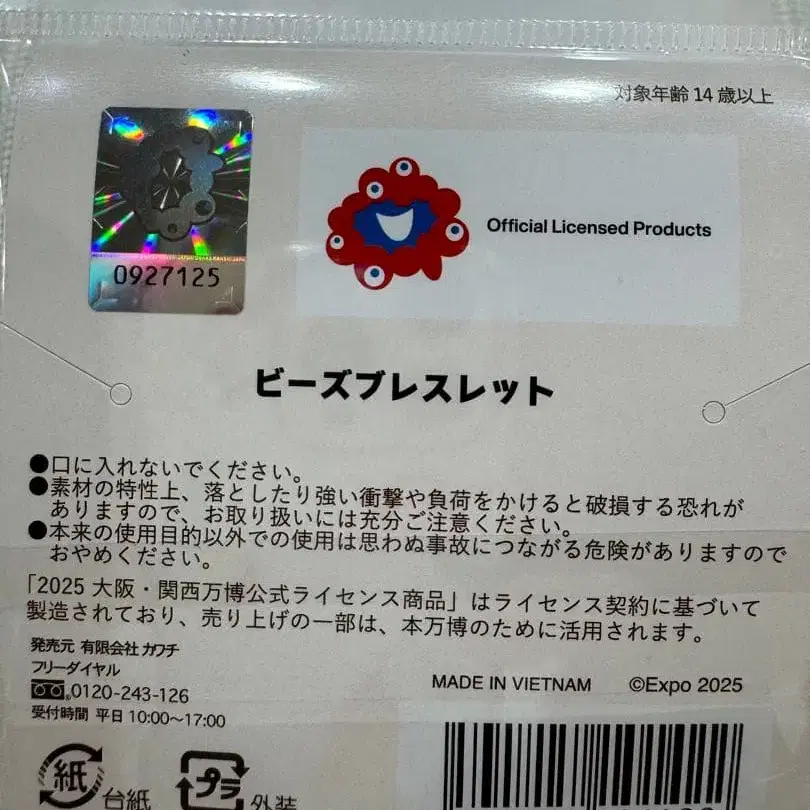 対象年齢 14 歳以上
0927125
Official Licensed Products
ビーズブレスレット
●口に入れないでください。
●素材の特性上、落としたり強い衝撃や負荷をかけると破損する恐れが
ありますので、お取り扱いには充分ご注意ください。
●本来の使用目的以外での使用は思わぬ事故につながる危険がありますので
おやめください。
「2025 大阪・関西万博公式ライセンス商品」はライセンス契約に基づいて
製造されており、売り上げの一部は、本万博のために活用されます。
発売元 有限会社 カワチ
フリーダイヤル
0120-243-126
受付時間 平日 10:00～17:00
MADE IN VIETNAM ©Expo 2025
紙 台紙 プラ 外装